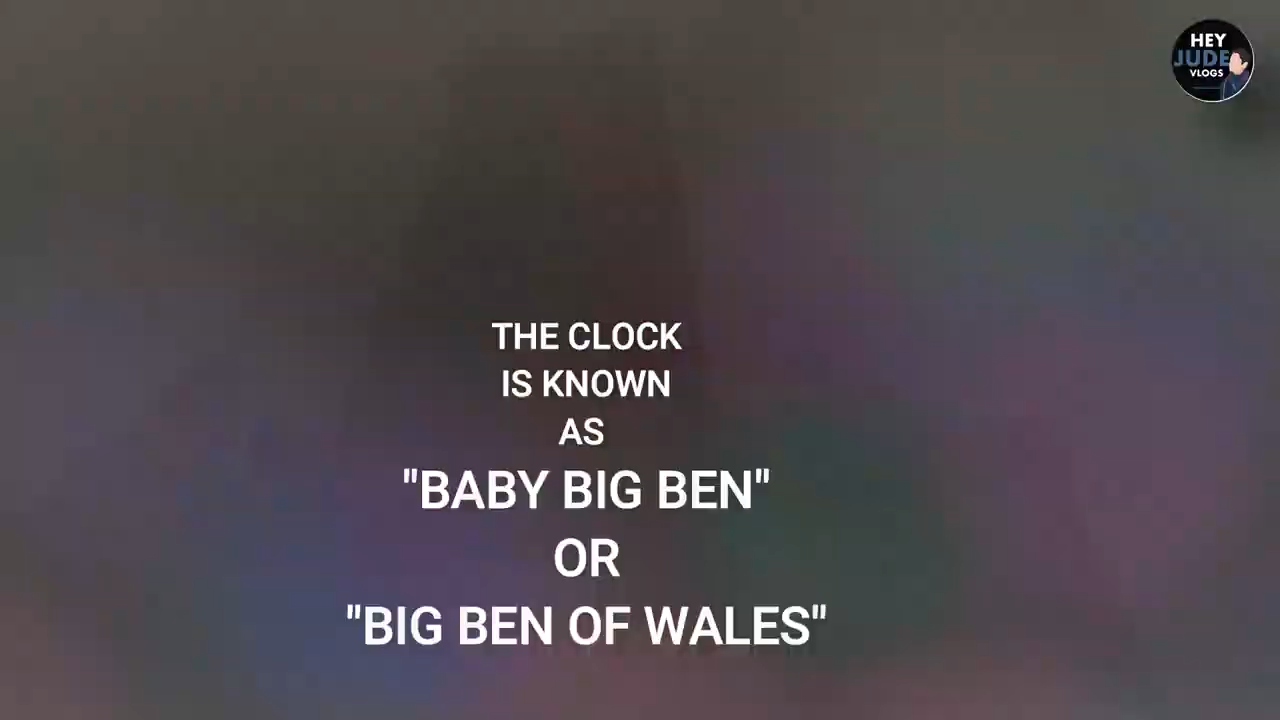 HEY
JUDE
VLOGS
THE CLOCK
IS KNOWN
AS
"BABY BIG BEN"
OR
"BIG BEN OF WALES"